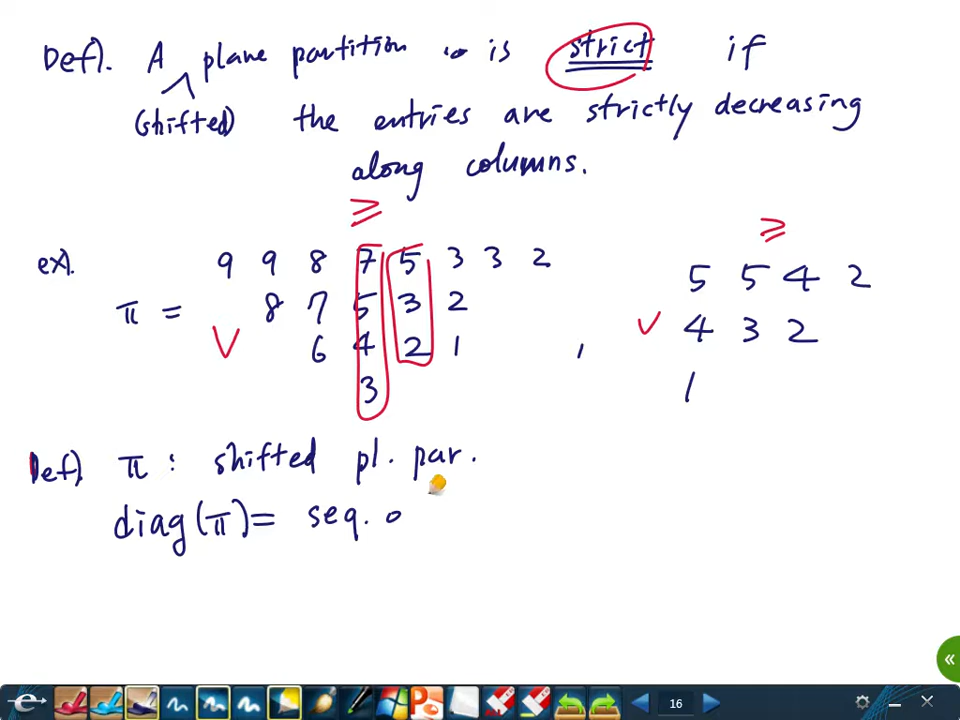 Def). A plane partition is strict if
(shifted) the entries are strictly decreasing
along columns.
≥
≥
ex). 9 9 8 7 5 3 3 2
π = 8 7 5 3 2
6 4 2 1
3
,
5 5 4 2
4 3 2
1
∨
∨
Def). π : shifted pl. par.
diag(π) = seq. o
16